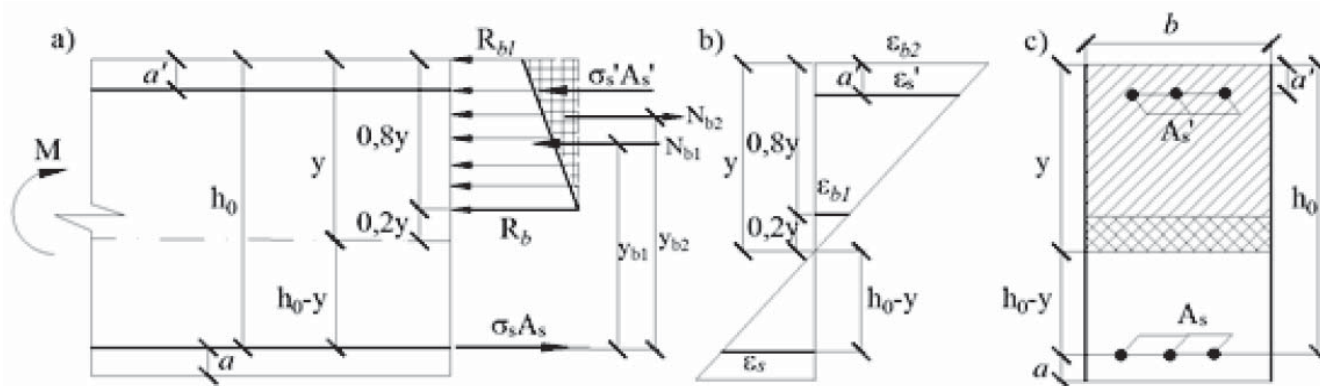 a)
R_b1
a'
σ_s'A_s'
N_b2
0,8y
N_b1
M
y
h_0
0,2y
R_b
y_b1
y_b2
h_0-y
σ_sA_s
a
b)
ε_b2
a'
ε_s'
0,8y
y
ε_b1
0,2y
h_0-y
ε_s
c)
b
a'
A_s'
y
h_0
h_0-y
A_s
a